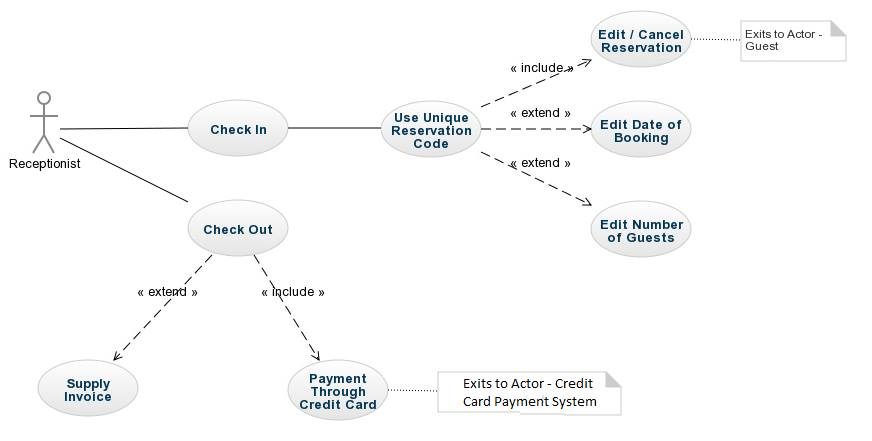 Edit / Cancel
Reservation
Exits to Actor -
Guest
« include »
Receptionist
Check In
Use Unique
Reservation
Code
« extend »
Edit Date of
Booking
« extend »
Edit Number
of Guests
Check Out
« extend »
« include »
Supply
Invoice
Payment
Through
Credit Card
Exits to Actor - Credit
Card Payment System